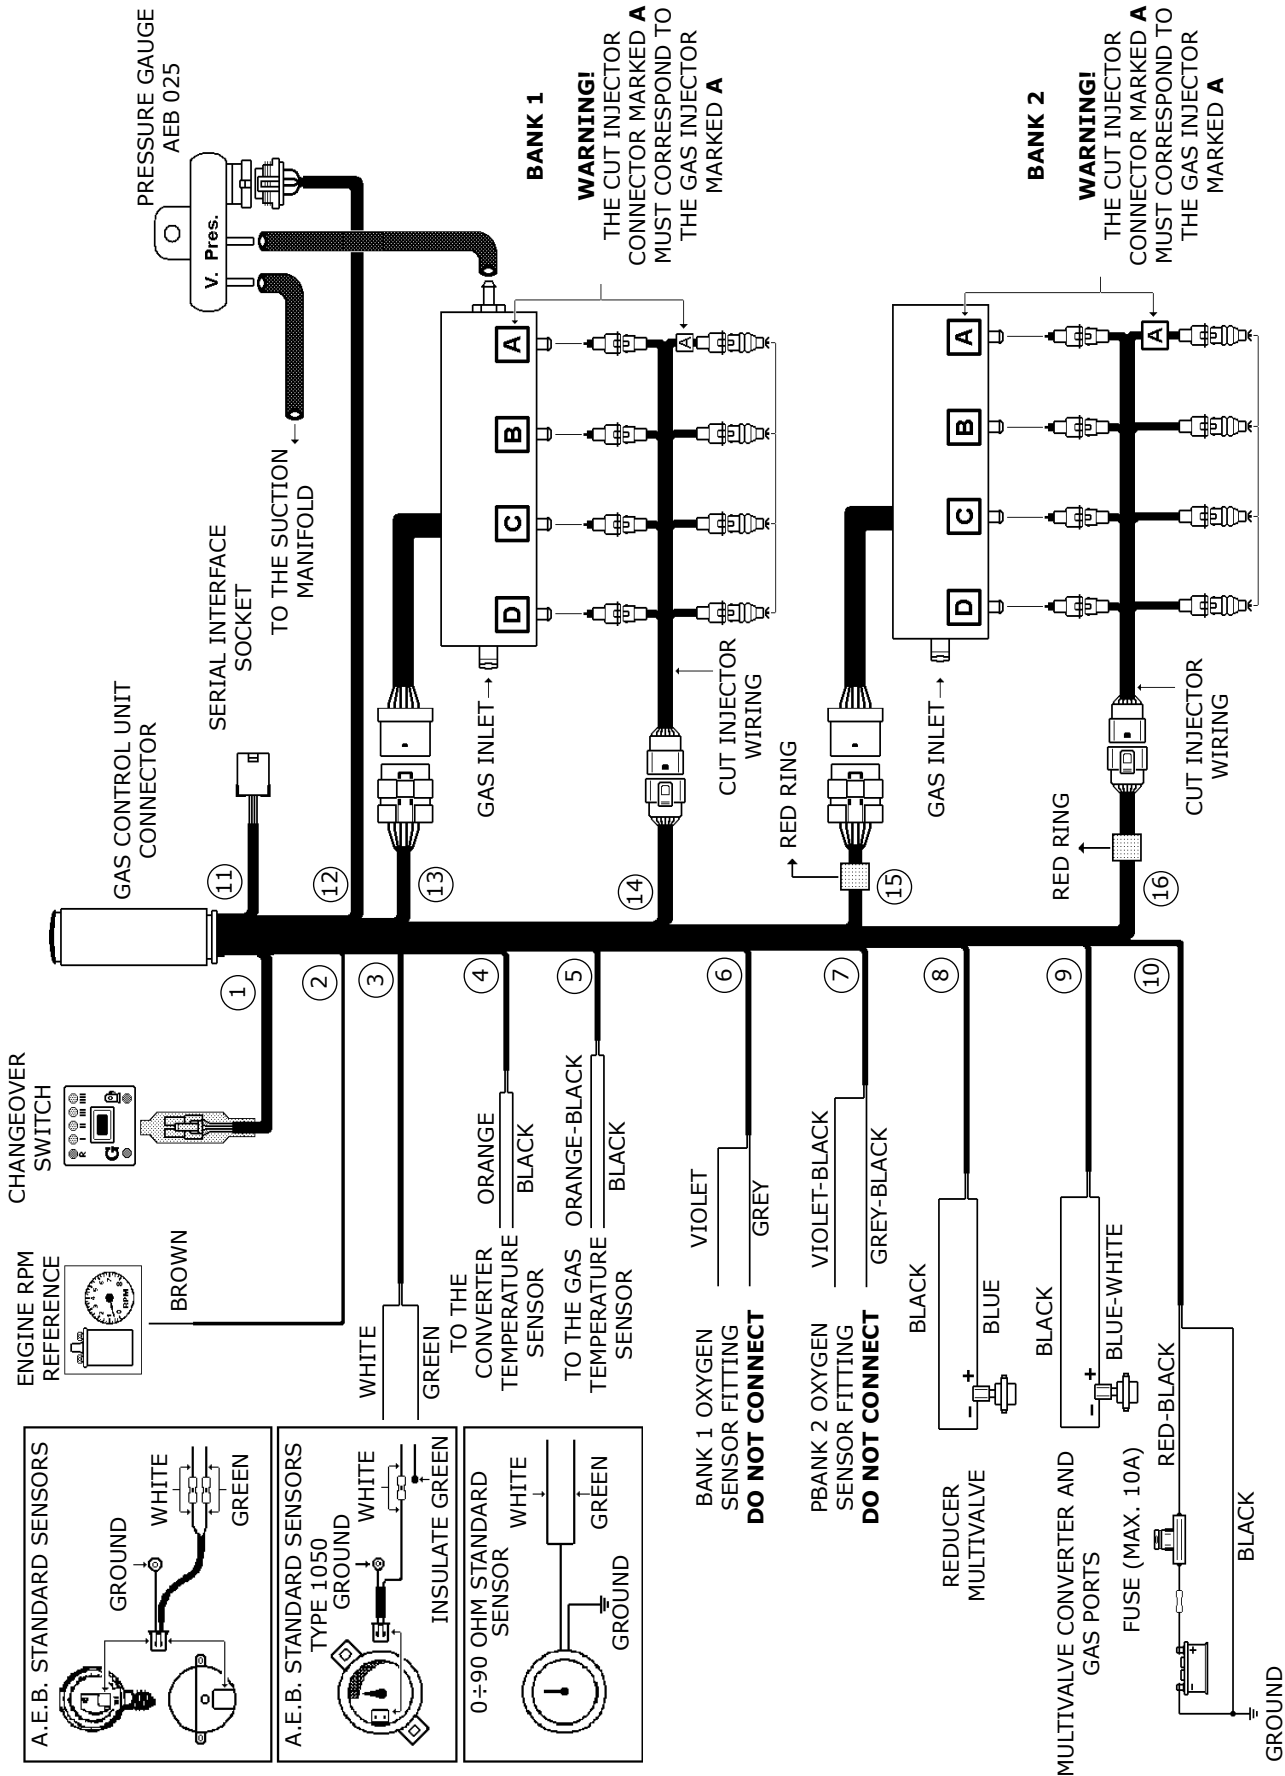 A.E.B. STANDARD SENSORS
GROUND
WHITE
GREEN
A.E.B. STANDARD SENSORS
TYPE 1050
GROUND
WHITE
INSULATE GREEN
0÷90 OHM STANDARD
SENSOR
WHITE
GREEN
GROUND
ENGINE RPM
REFERENCE
RPM
BROWN
CHANGEOVER
SWITCH
R I II III IIII
GAS CONTROL UNIT
CONNECTOR
SERIAL INTERFACE
SOCKET
TO THE SUCTION
MANIFOLD
PRESSURE GAUGE
AEB 025
V. Pres.
1
2
3
4
5
6
7
8
9
10
11
12
13
14
15
16
WHITE
GREEN
TO THE
CONVERTER
TEMPERATURE
SENSOR
ORANGE
BLACK
TO THE GAS
TEMPERATURE
SENSOR
ORANGE-BLACK
BLACK
BANK 1 OXYGEN
SENSOR FITTING
DO NOT CONNECT
VIOLET
GREY
PBANK 2 OXYGEN
SENSOR FITTING
DO NOT CONNECT
VIOLET-BLACK
GREY-BLACK
REDUCER
MULTIVALVE
BLACK
BLUE
- +
MULTIVALVE CONVERTER AND
GAS PORTS
BLACK
BLUE-WHITE
- +
FUSE (MAX. 10A)
RED-BLACK
BLACK
- +
GROUND
GAS INLET
D C B A
A
CUT INJECTOR
WIRING
BANK 1
WARNING!
THE CUT INJECTOR
CONNECTOR MARKED A
MUST CORRESPOND TO
THE GAS INJECTOR
MARKED A
RED RING
GAS INLET
D C B A
A
RED RING
CUT INJECTOR
WIRING
BANK 2
WARNING!
THE CUT INJECTOR
CONNECTOR MARKED A
MUST CORRESPOND TO
THE GAS INJECTOR
MARKED A